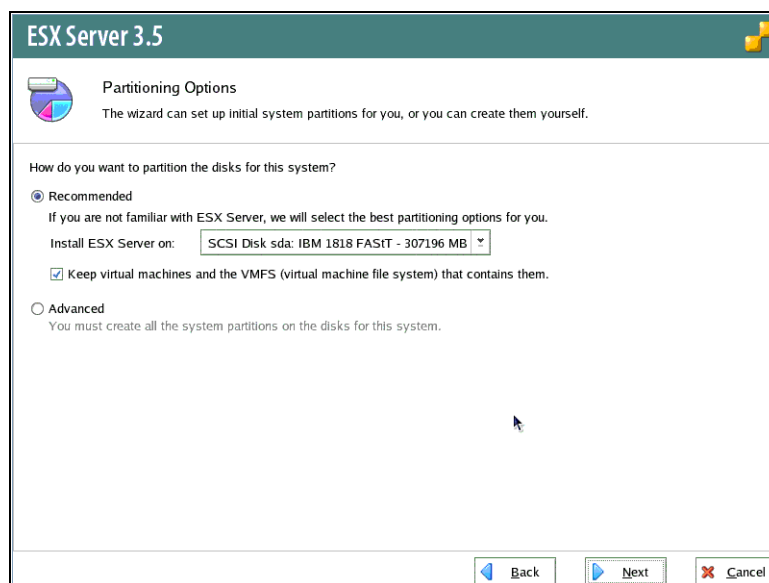 ESX Server 3.5
Partitioning Options
The wizard can set up initial system partitions for you, or you can create them yourself.
How do you want to partition the disks for this system?
Recommended
If you are not familiar with ESX Server, we will select the best partitioning options for you.
Install ESX Server on: SCSI Disk sda: IBM 1818 FAStT - 307196 MB
Keep virtual machines and the VMFS (virtual machine file system) that contains them.
Advanced
You must create all the system partitions on the disks for this system.
Back Next Cancel